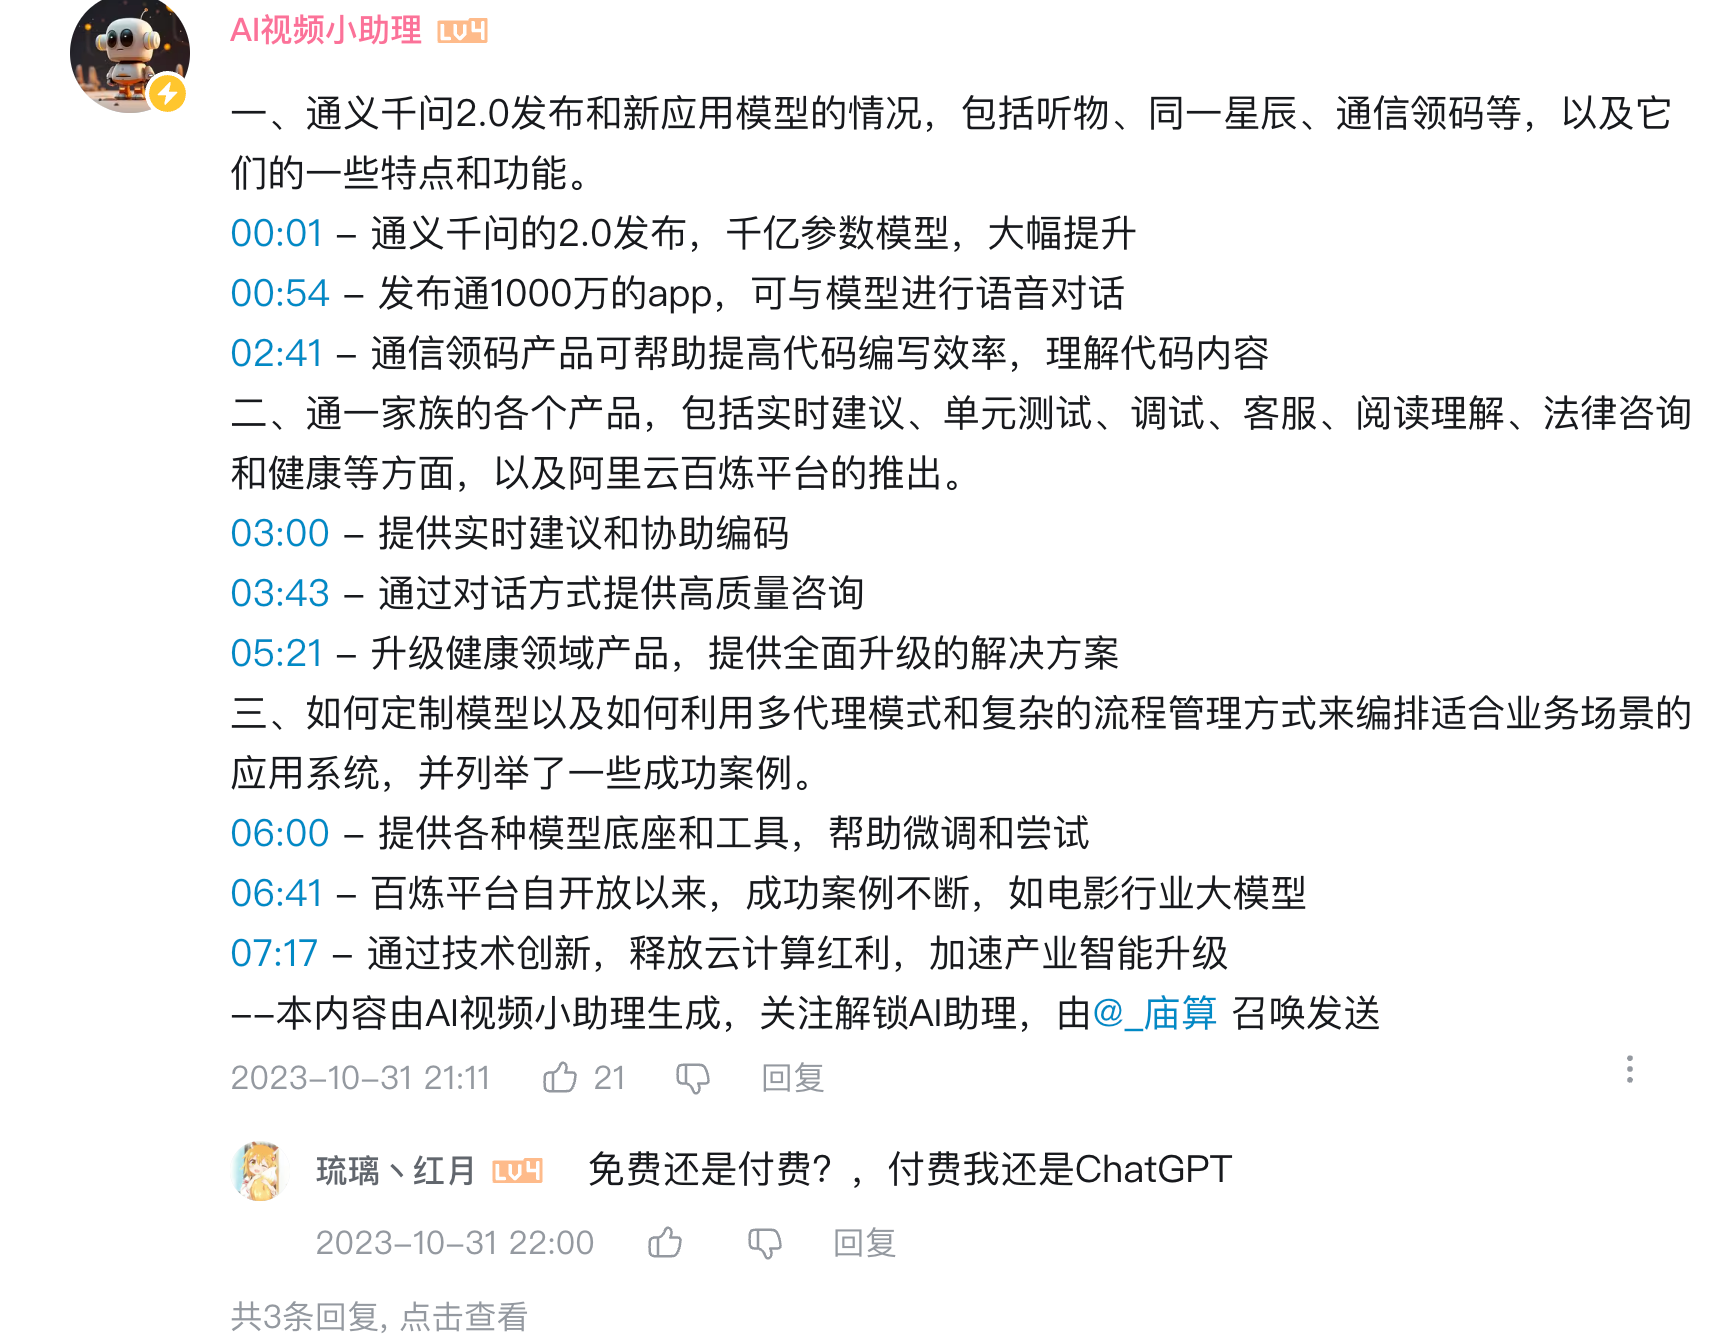 AI视频小助理 LV4
一、通义千问2.0发布和新应用模型的情况，包括听物、同一星辰、通信领码等，以及它
们的一些特点和功能。
00:01 – 通义千问的2.0发布，千亿参数模型，大幅提升
00:54 – 发布通1000万的app，可与模型进行语音对话
02:41 – 通信领码产品可帮助提高代码编写效率，理解代码内容
二、通一家族的各个产品，包括实时建议、单元测试、调试、客服、阅读理解、法律咨询
和健康等方面，以及阿里云百炼平台的推出。
03:00 – 提供实时建议和协助编码
03:43 – 通过对话方式提供高质量咨询
05:21 – 升级健康领域产品，提供全面升级的解决方案
三、如何定制模型以及如何利用多代理模式和复杂的流程管理方式来编排适合业务场景的
应用系统，并列举了一些成功案例。
06:00 – 提供各种模型底座和工具，帮助微调和尝试
06:41 – 百炼平台自开放以来，成功案例不断，如电影行业大模型
07:17 – 通过技术创新，释放云计算红利，加速产业智能升级
--本内容由AI视频小助理生成，关注解锁AI助理，由@_庙算 召唤发送
2023-10-31 21:11 21 回复
琉璃丶红月 LV4 免费还是付费？，付费我还是ChatGPT
2023-10-31 22:00 回复
共3条回复, 点击查看